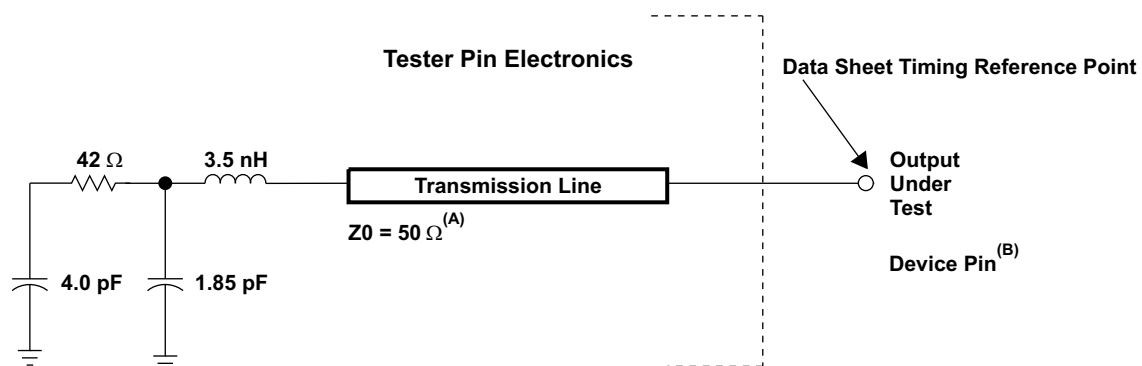 Tester Pin Electronics
Data Sheet Timing Reference Point
42 Ω
3.5 nH
Transmission Line
Output
Under
Test
Z0 = 50 Ω(A)
Device Pin(B)
4.0 pF
1.85 pF